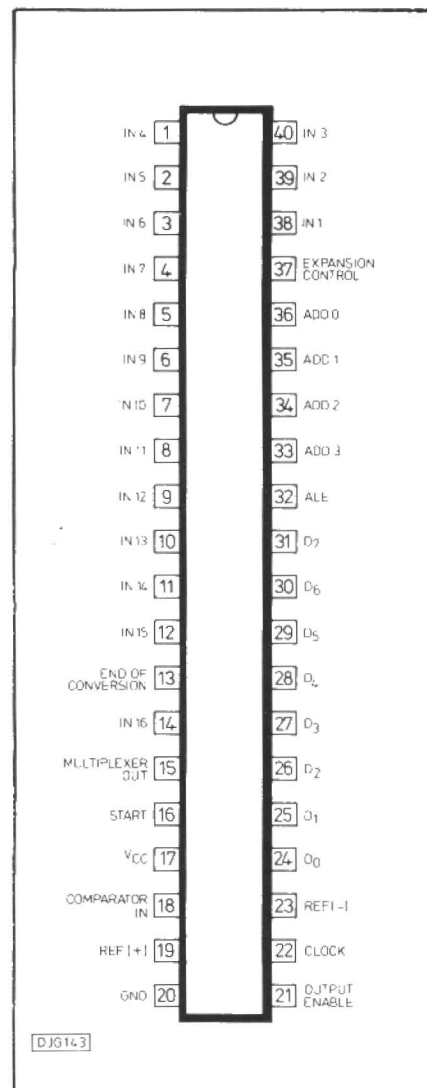 IN 4 1 40 IN 3
IN 5 2 39 IN 2
IN 6 3 38 IN 1
IN 7 4 37 EXPANSION
CONTROL
IN 8 5 36 ADD 0
IN 9 6 35 ADD 1
IN 10 7 34 ADD 2
IN 11 8 33 ADD 3
IN 12 9 32 ALE
IN 13 10 31 D7
IN 14 11 30 D6
IN 15 12 29 D5
END OF
CONVERSION 13 28 D4
IN 16 14 27 D3
MULTIPLEXER
OUT 15 26 D2
START 16 25 D1
VCC 17 24 D0
COMPARATOR
IN 18 23 REF(-)
REF(+) 19 22 CLOCK
GND 20 21 OUTPUT
ENABLE
DJG143